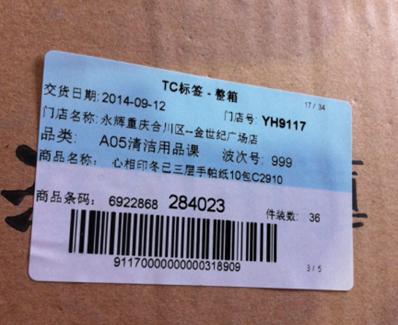 TC标签-整箱
17/34
交货日期:2014-09-12 门店号:YH9117
门店名称:永辉重庆合川区--金世纪广场店
品类: A05清洁用品课 波次号:999
商品名称: 心相印冬已三层手帕纸10包C2910
商品条码: 6922868 284023 件装数: 36
91170000000000318909
3/5